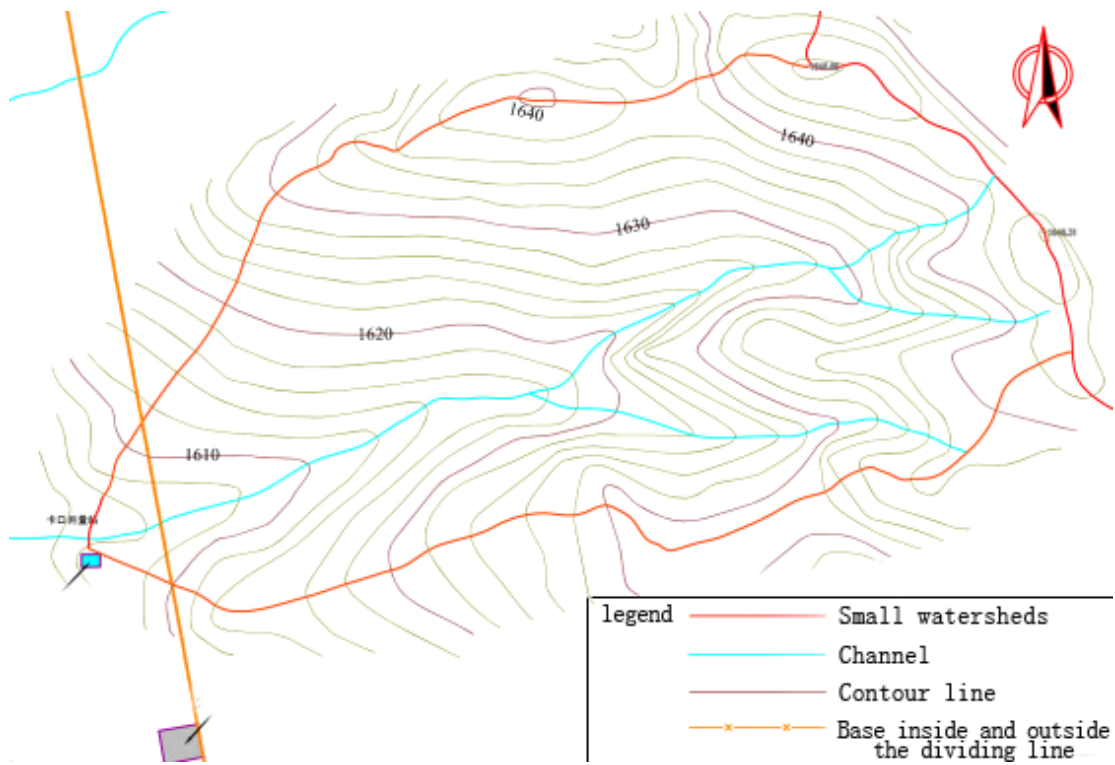 1640
1640
1630
1620
1610
legend
Small watersheds
Channel
Contour line
Base inside and outside
the dividing line